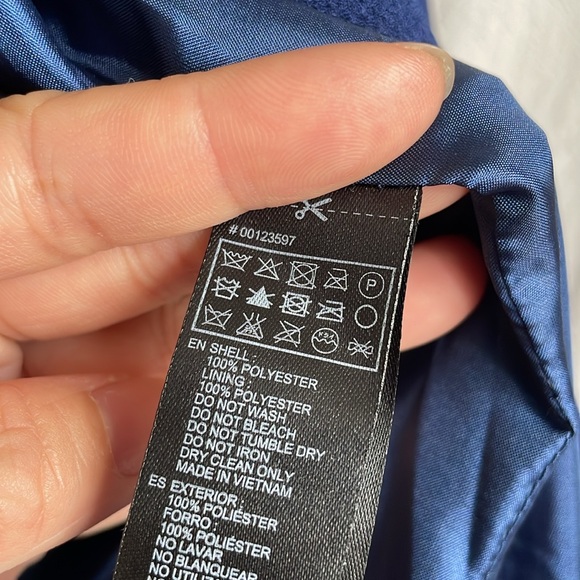 # 00123597
P
EN SHELL:
100% POLYESTER
LINING:
100% POLYESTER
DO NOT WASH
DO NOT BLEACH
DO NOT TUMBLE DRY
DO NOT IRON
DRY CLEAN ONLY
MADE IN VIETNAM
ES EXTERIOR:
100% POLIÉSTER
FORRO:
100% POLIÉSTER
NO LAVAR
NO BLANQUEAR
NO UTILI